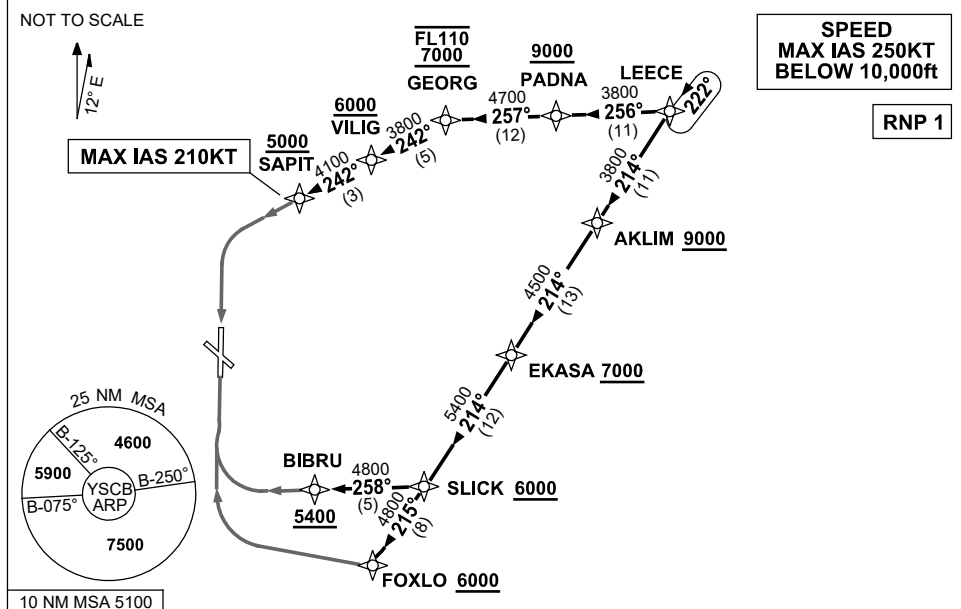 NOT TO SCALE
12° E
SPEED
MAX IAS 250KT
BELOW 10,000ft
RNP 1
FL110
7000
GEORG
9000
PADNA
LEECE
222°
3800
256°
(11)
4700
257°
(12)
6000
VILIG
3800
242°
(5)
5000
SAPIT
4100
242°
(3)
MAX IAS 210KT
3800
214°
(11)
AKLIM 9000
4500
214°
(13)
EKASA 7000
5400
214°
(12)
SLICK 6000
BIBRU
5400
4800
258°
(5)
4800
215°
(8)
FOXLO 6000
25 NM MSA
B-125°
4600
5900
B-250°
YSCB
ARP
B-075°
7500
10 NM MSA 5100